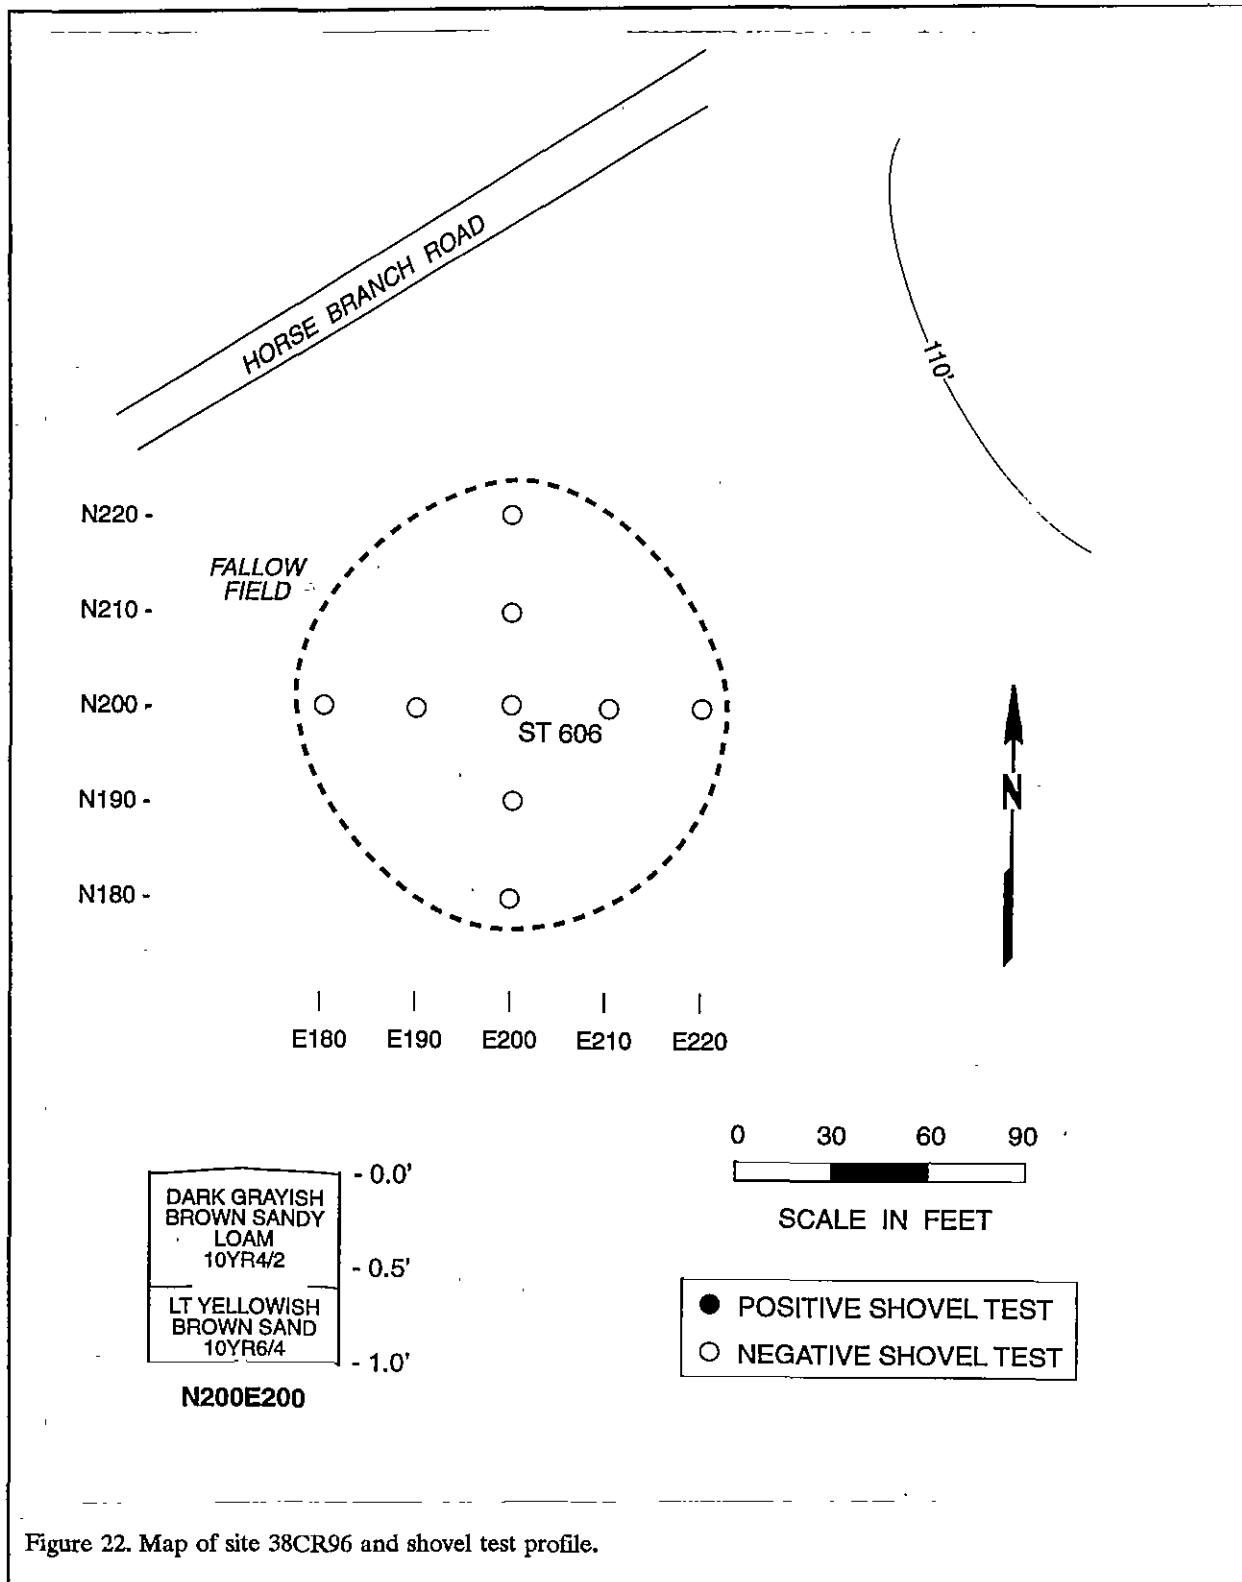 HORSE BRANCH ROAD
110'
N220 -
FALLOW
FIELD
N210 -
N200 -
ST 606
N190 -
N180 -
E180 E190 E200 E210 E220
N
0 30 60 90
SCALE IN FEET
- 0.0'
DARK GRAYISH
BROWN SANDY
LOAM
10YR4/2
- 0.5'
LT YELLOWISH
BROWN SAND
10YR6/4
- 1.0'
N200E200
POSITIVE SHOVEL TEST
NEGATIVE SHOVEL TEST
Figure 22. Map of site 38CR96 and shovel test profile.